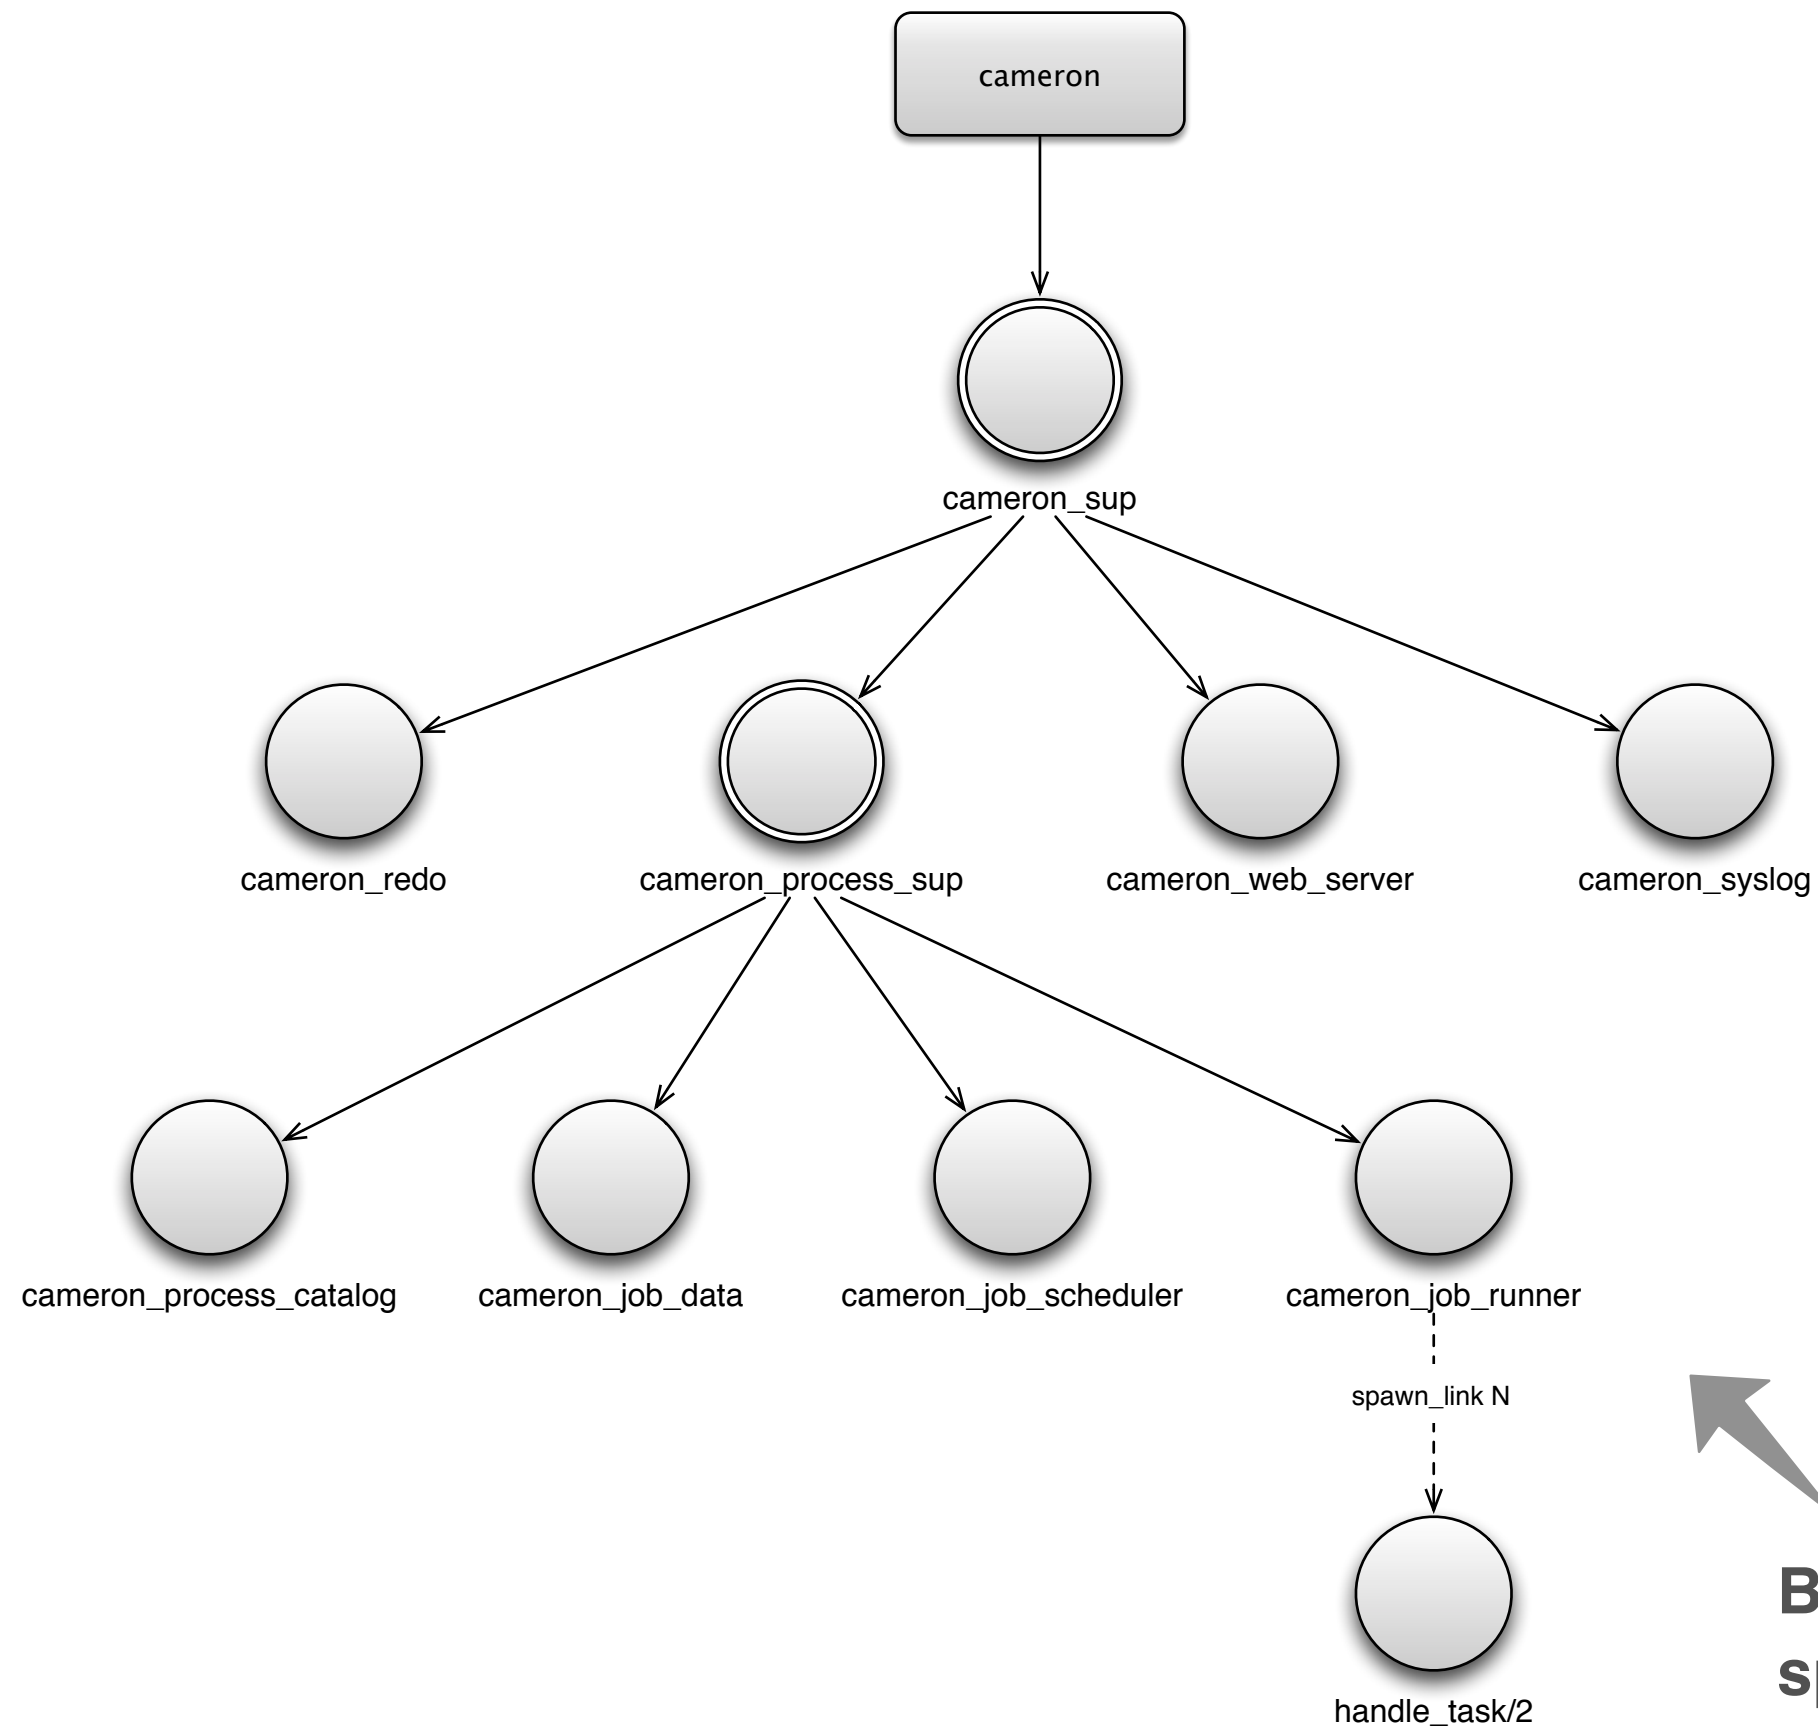 cameron
cameron_sup
cameron_redo
cameron_process_sup
cameron_web_server
cameron_syslog
cameron_process_catalog
cameron_job_data
cameron_job_scheduler
cameron_job_runner
spawn_link N
handle_task/2